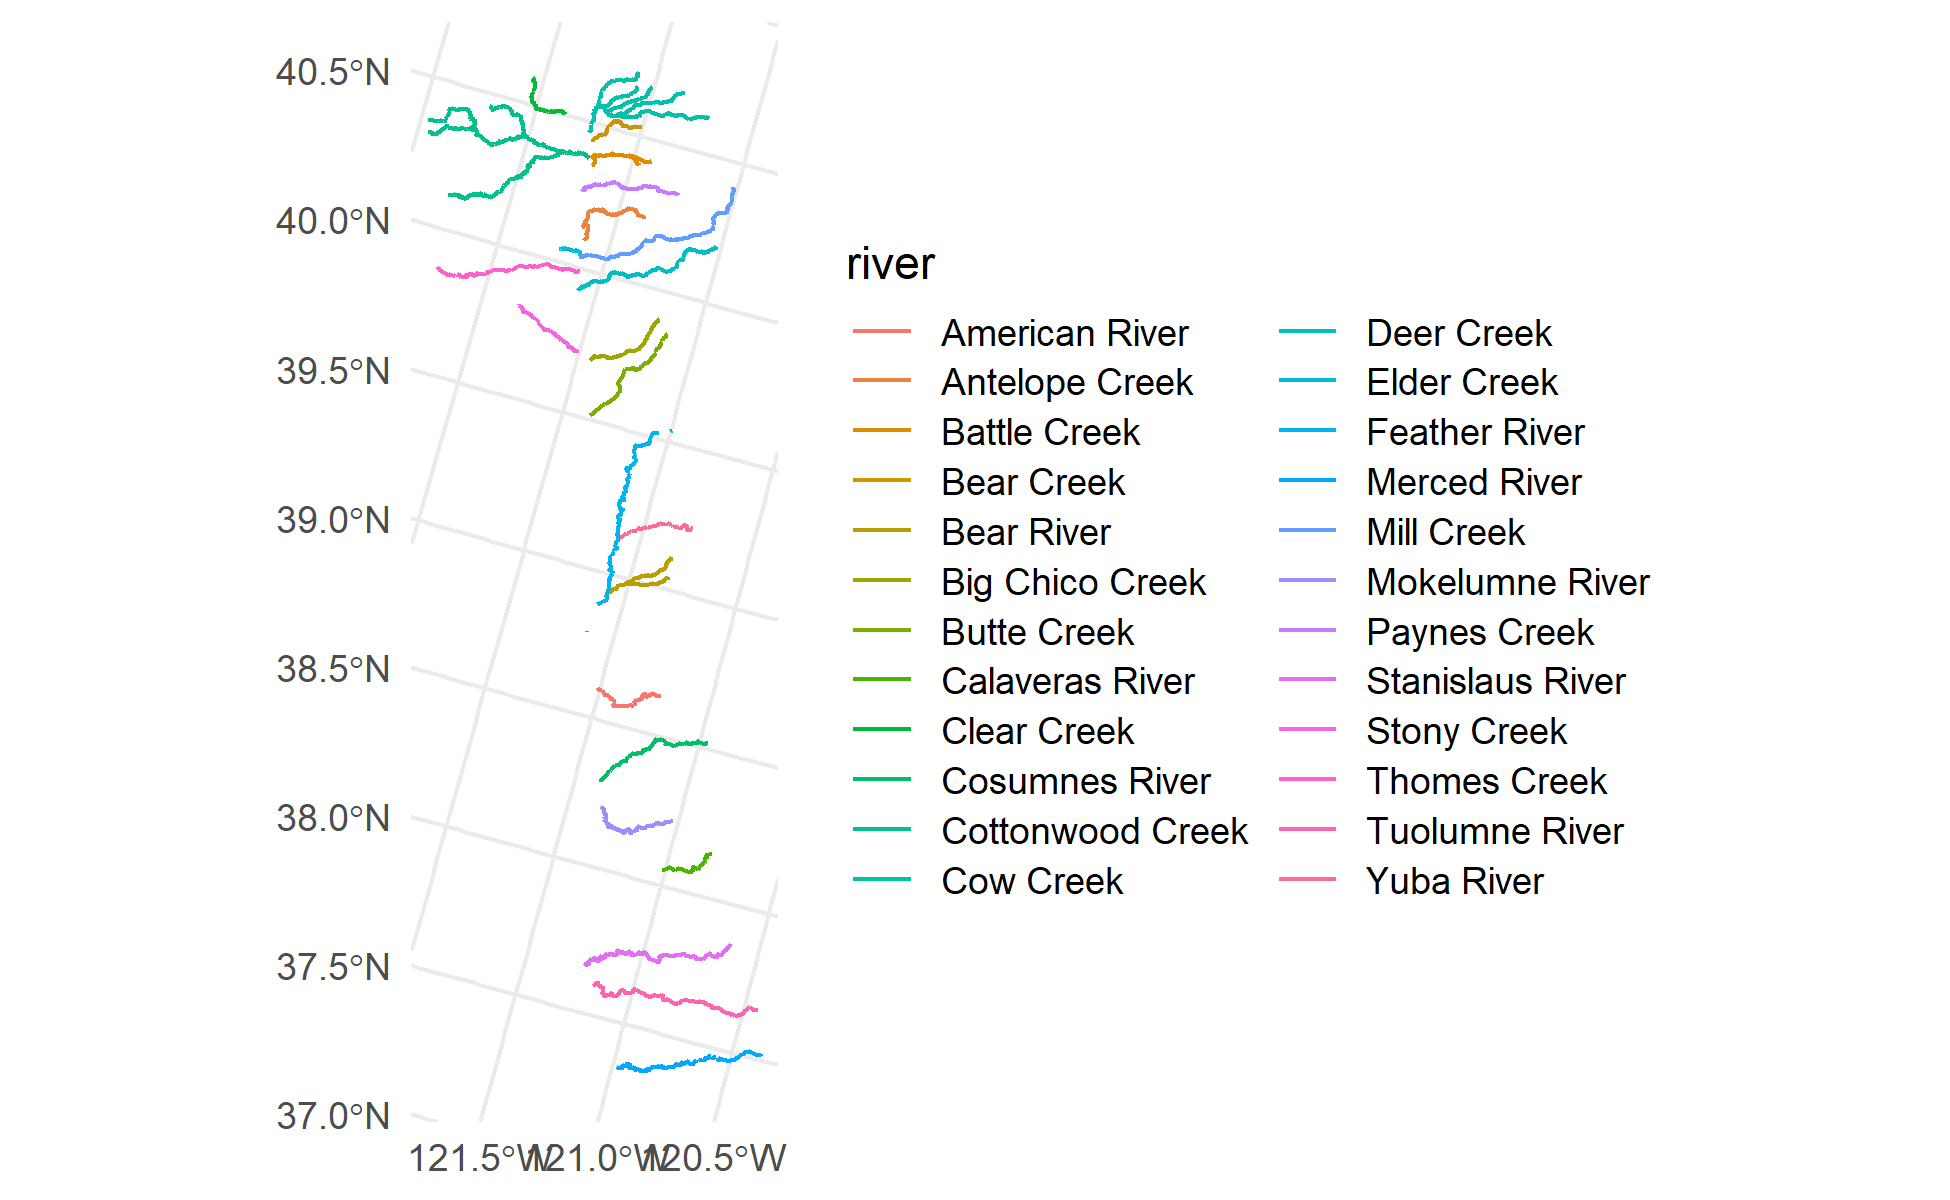 40.5°N
40.0°N
39.5°N
39.0°N
38.5°N
38.0°N
37.5°N
37.0°N
121.5°W
121.0°W
120.5°W
river
American River
Antelope Creek
Battle Creek
Bear Creek
Bear River
Big Chico Creek
Butte Creek
Calaveras River
Clear Creek
Cosumnes River
Cottonwood Creek
Cow Creek
Deer Creek
Elder Creek
Feather River
Merced River
Mill Creek
Mokelumne River
Paynes Creek
Stanislaus River
Stony Creek
Thomes Creek
Tuolumne River
Yuba River